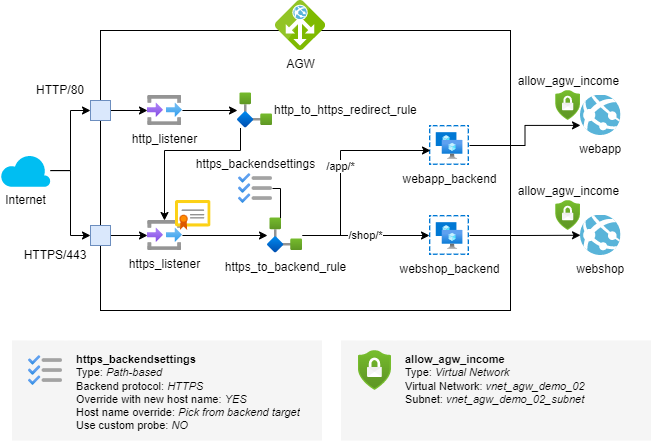 AGW
HTTP/80
allow_agw_income
http_to_https_redirect_rule
http_listener
webapp
https_backendsettings
/app/*
webapp_backend
allow_agw_income
Internet
/shop/*
HTTPS/443
https_listener
https_to_backend_rule
webshop_backend
webshop
https_backendsettings
Type: Path-based
Backend protocol: HTTPS
Override with new host name: YES
Host name override: Pick from backend target
Use custom probe: NO
allow_agw_income
Type: Virtual Network
Virtual Network: vnet_agw_demo_02
Subnet: vnet_agw_demo_02_subnet